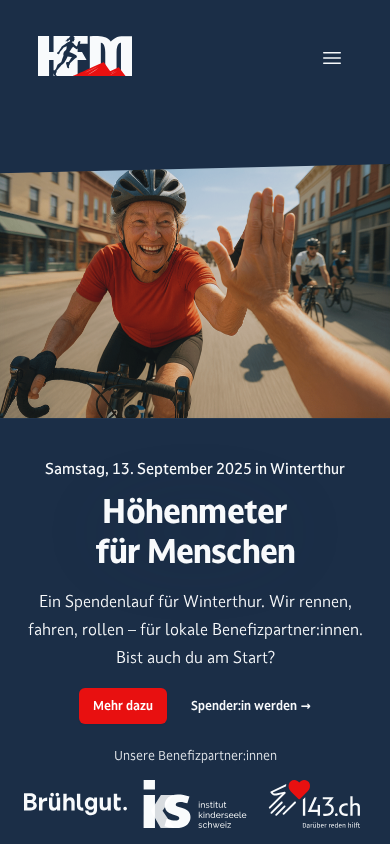 HFM
Samstag, 13. September 2025 in Winterthur
Höhenmeter
für Menschen
Ein Spendenlauf für Winterthur. Wir rennen,
fahren, rollen – für lokale Benefizpartner:innen.
Bist auch du am Start?
Mehr dazu
Spender:in werden →
Unsere Benefizpartner:innen
Brühlgut.
iks
institut
kinderseele
schweiz
143.ch
Darüber reden hilft